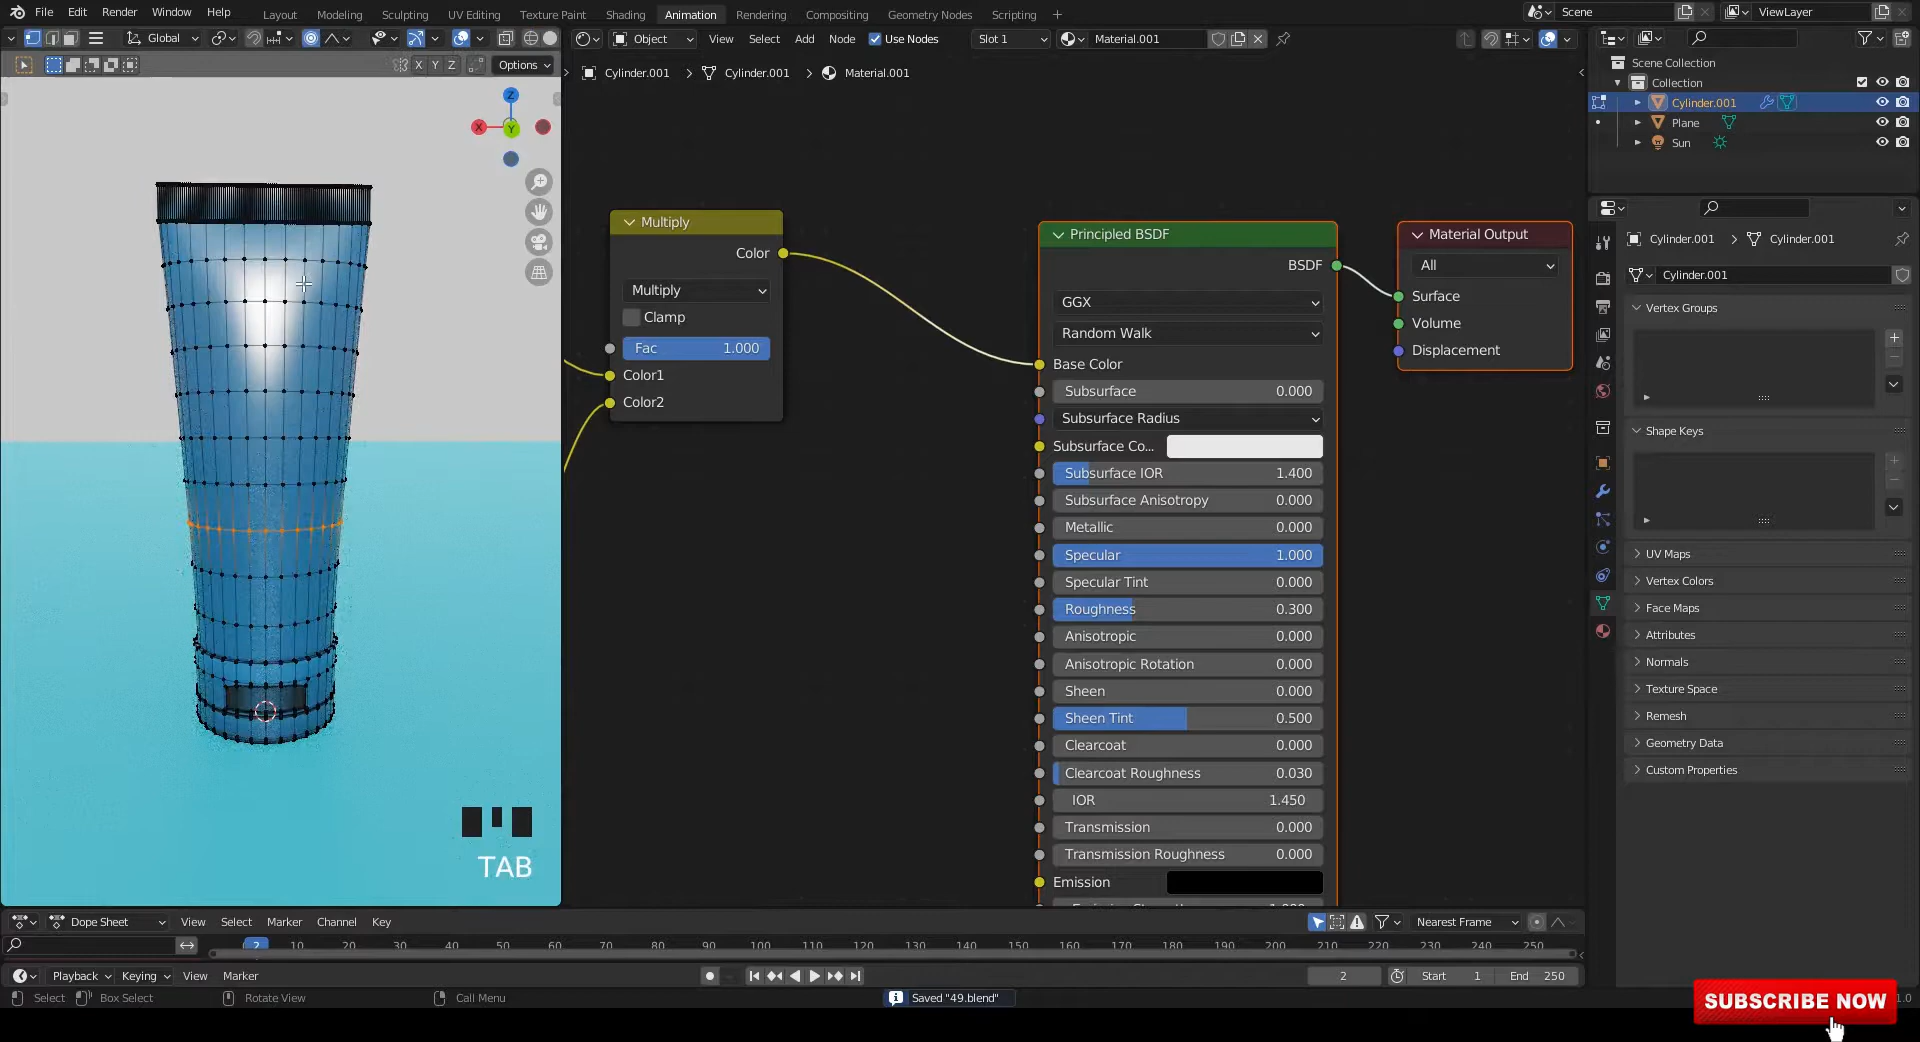 File Edit Render Window Help Layout Modeling Sculpting UV Editing Texture Paint Shading Animation Rendering Compositing Geometry Nodes Scripting + Scene ViewLayer
Global Object View Select Add Node Use Nodes Slot 1 Material.001
X Y Z Options Cylinder.001 > Cylinder.001 > Material.001
Scene Collection
Collection
Cylinder.001
Plane
Sun
Z
X
Y
Cylinder.001 > Cylinder.001
Cylinder.001
Vertex Groups
Shape Keys
UV Maps
Vertex Colors
Face Maps
Attributes
Normals
Texture Space
Remesh
Geometry Data
Custom Properties
Multiply
Color
Multiply
Clamp
Fac 1.000
Color1
Color2
Principled BSDF
BSDF
GGX
Random Walk
Base Color
Subsurface 0.000
Subsurface Radius
Subsurface Co...
Subsurface IOR 1.400
Subsurface Anisotropy 0.000
Metallic 0.000
Specular 1.000
Specular Tint 0.000
Roughness 0.300
Anisotropic 0.000
Anisotropic Rotation 0.000
Sheen 0.000
Sheen Tint 0.500
Clearcoat 0.000
Clearcoat Roughness 0.030
IOR 1.450
Transmission 0.000
Transmission Roughness 0.000
Emission
Material Output
All
Surface
Volume
Displacement
TAB
Dope Sheet View Select Marker Channel Key Nearest Frame
2 10 20 30 40 50 60 70 80 90 100 110 120 130 140 150 160 170 180 190 200 210 220 230 240 250
Playback Keying View Marker 2 Start 1 End 250
Select Box Select Rotate View Call Menu Saved "49.blend"
SUBSCRIBE NOW